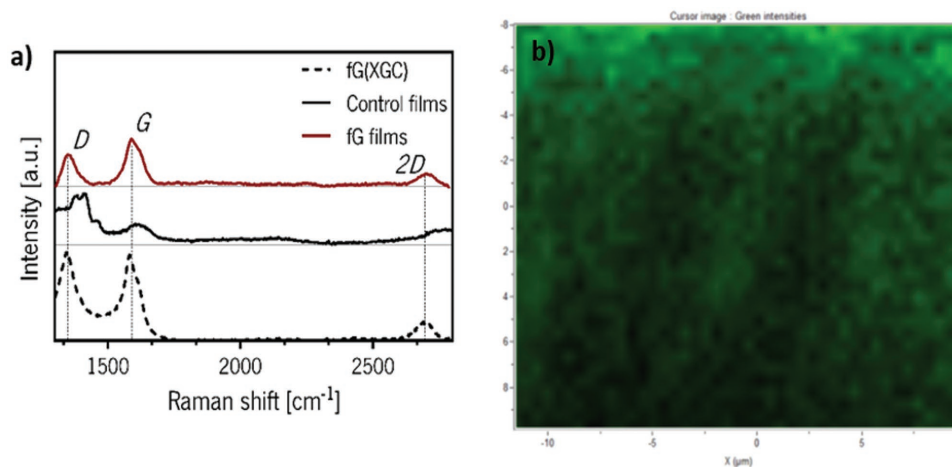 a)
fG(XGC)
Control films
fG films
D
G
2D
Intensity [a.u.]
1500
2000
2500
Raman shift [cm⁻¹]
Cursor image : Green intensities
b)
-8
-6
-4
-2
0
2
4
6
8
-10
-5
0
5
X (µm)